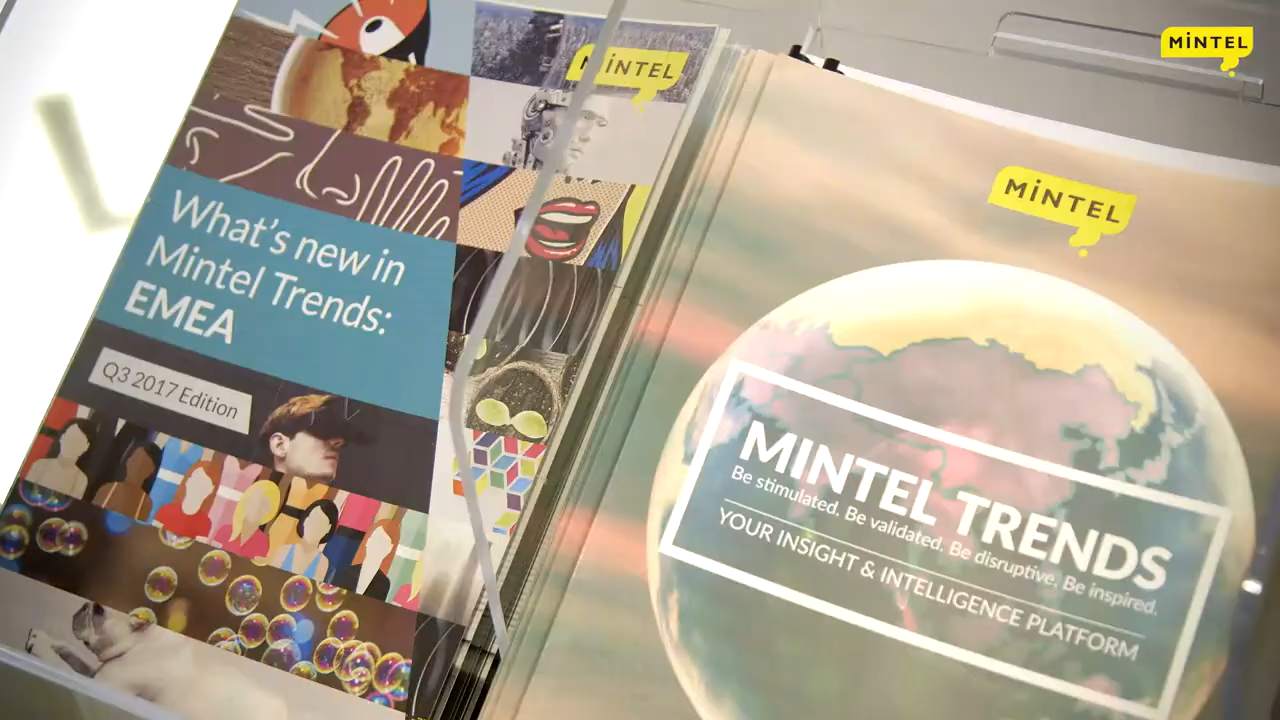 MiNTEL
What's new in
Mintel Trends:
EMEA
Q3 2017 Edition
MiNTEL
MINTEL TRENDS
Be stimulated. Be validated. Be disruptive. Be inspired.
YOUR INSIGHT & INTELLIGENCE PLATFORM
MiNTEL